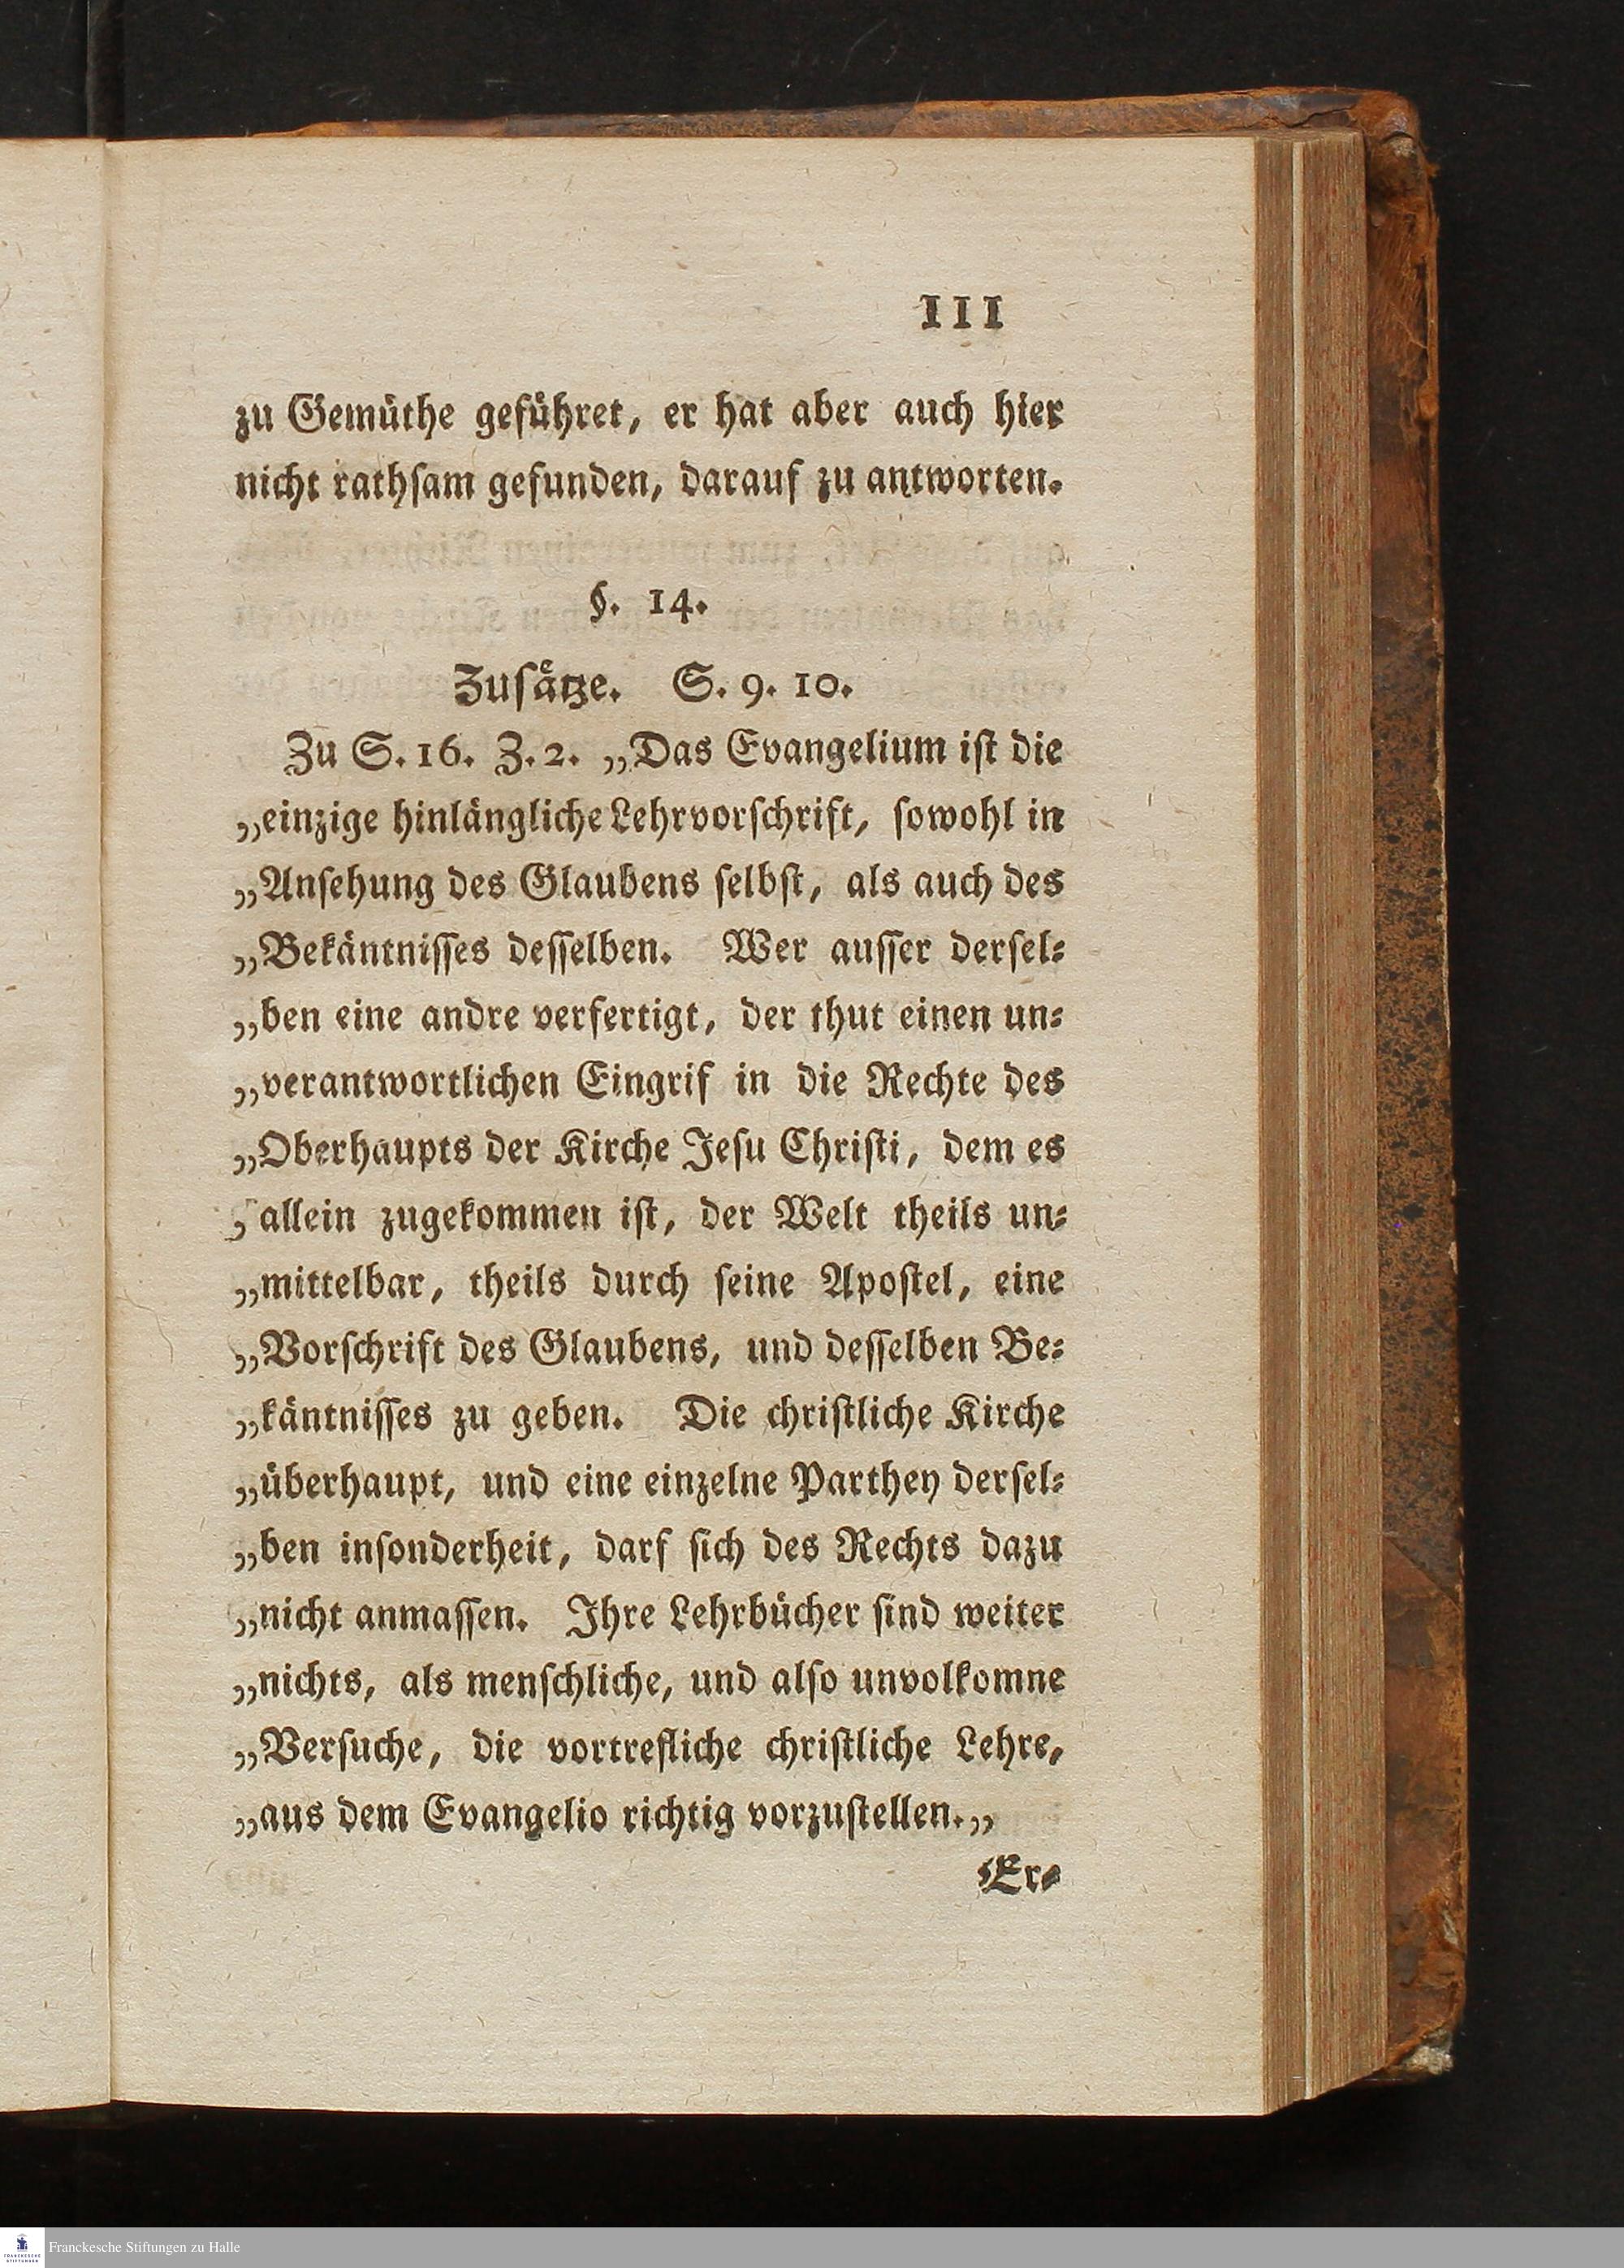 111
zu Gemüthe geführet, er hat aber auch hier
nicht rathsam gefunden, darauf zu antworten.
§. 14.
Zusätze. S. 9. 10.
Zu S. 16. Z. 2. „Das Evangelium ist die
„einzige hinlängliche Lehrvorschrift, sowohl in
„Ansehung des Glaubens selbst, als auch des
„Bekäntnisses desselben. Wer ausser dersel-
„ben eine andre verfertigt, der thut einen un-
„verantwortlichen Eingrif in die Rechte des
„Oberhaupts der Kirche Jesu Christi, dem es
„allein zugekommen ist, der Welt theils un-
„mittelbar, theils durch seine Apostel, eine
„Vorschrift des Glaubens, und desselben Be-
„käntnisses zu geben. Die christliche Kirche
„überhaupt, und eine einzelne Parthey dersel-
„ben insonderheit, darf sich des Rechts dazu
„nicht anmassen. Ihre Lehrbücher sind weiter
„nichts, als menschliche, und also unvolkomne
„Versuche, die vortrefliche christliche Lehre,
„aus dem Evangelio richtig vorzustellen.„
Er-
FRANCKESCHE
STIFTUNGEN
Franckesche Stiftungen zu Halle